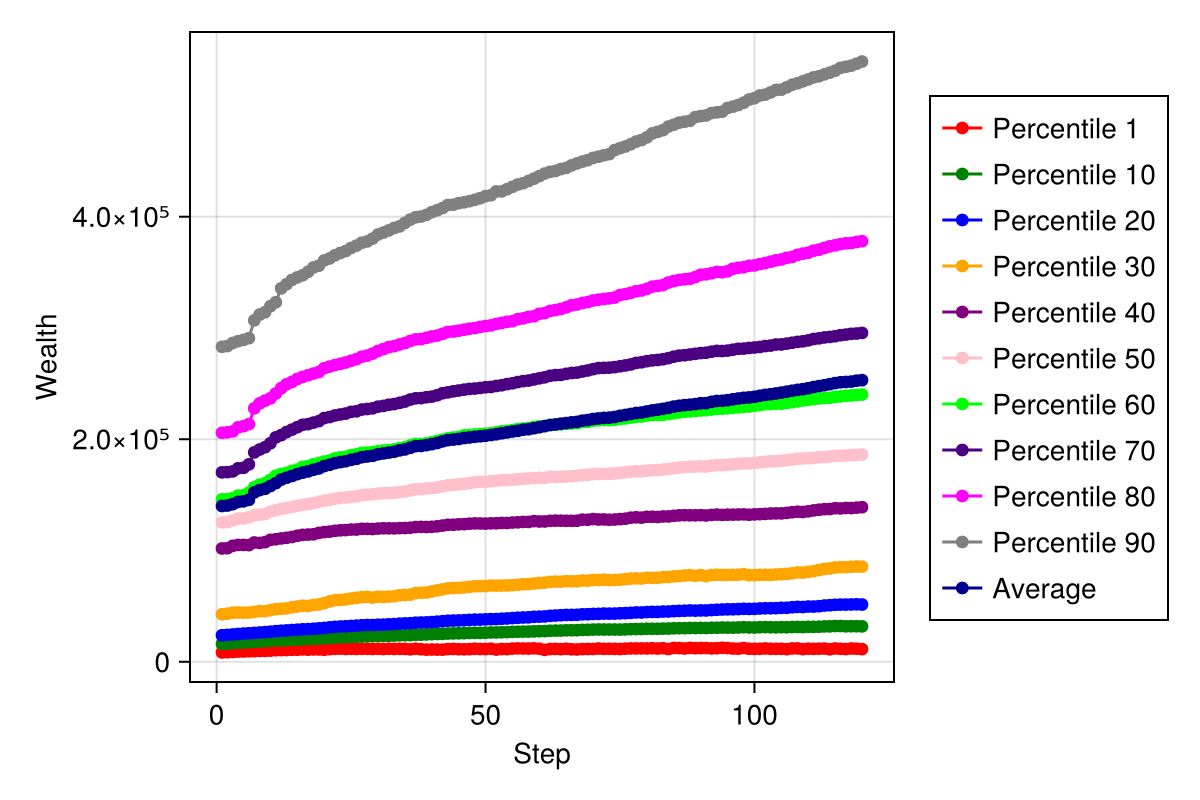 Wealth
4.0×10⁵
2.0×10⁵
0
0
50
100
Step
Percentile 1
Percentile 10
Percentile 20
Percentile 30
Percentile 40
Percentile 50
Percentile 60
Percentile 70
Percentile 80
Percentile 90
Average